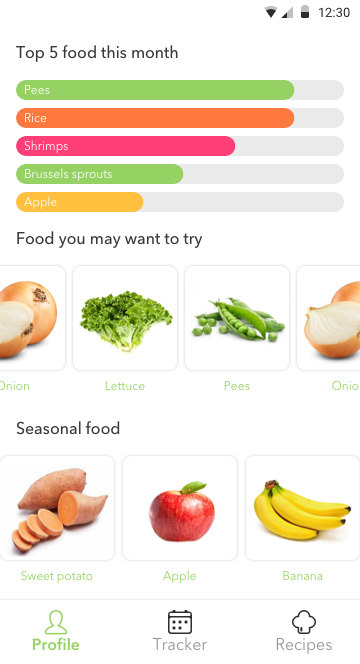 12:30
Top 5 food this month
Pees
Rice
Shrimps
Brussels sprouts
Apple
Food you may want to try
Onion Lettuce Pees Onio
Seasonal food
Sweet potato Apple Banana
Profile Tracker Recipes